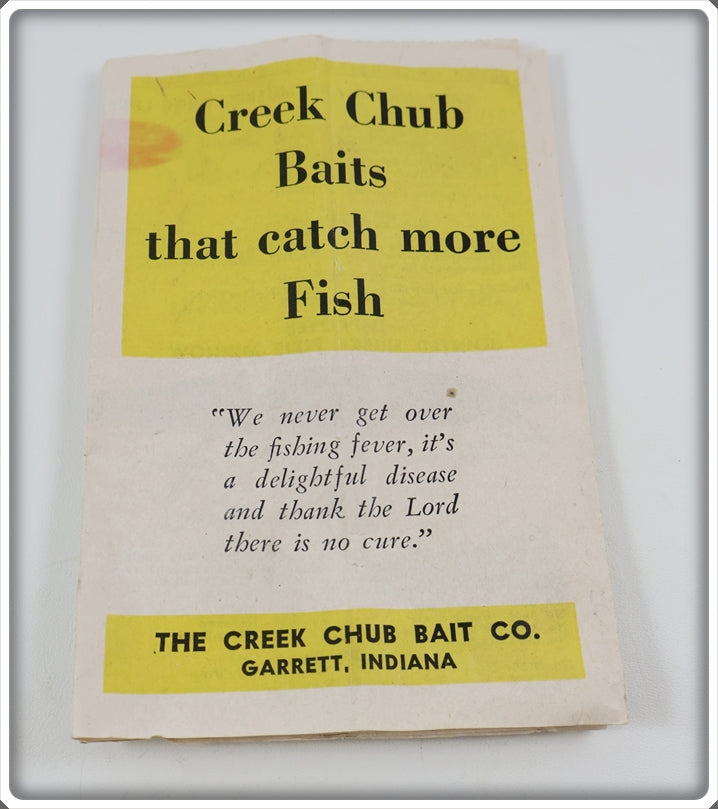 Creek Chub
Baits
that catch more
Fish
"We never get over
the fishing fever, it's
a delightful disease
and thank the Lord
there is no cure."
THE CREEK CHUB BAIT CO.
GARRETT, INDIANA